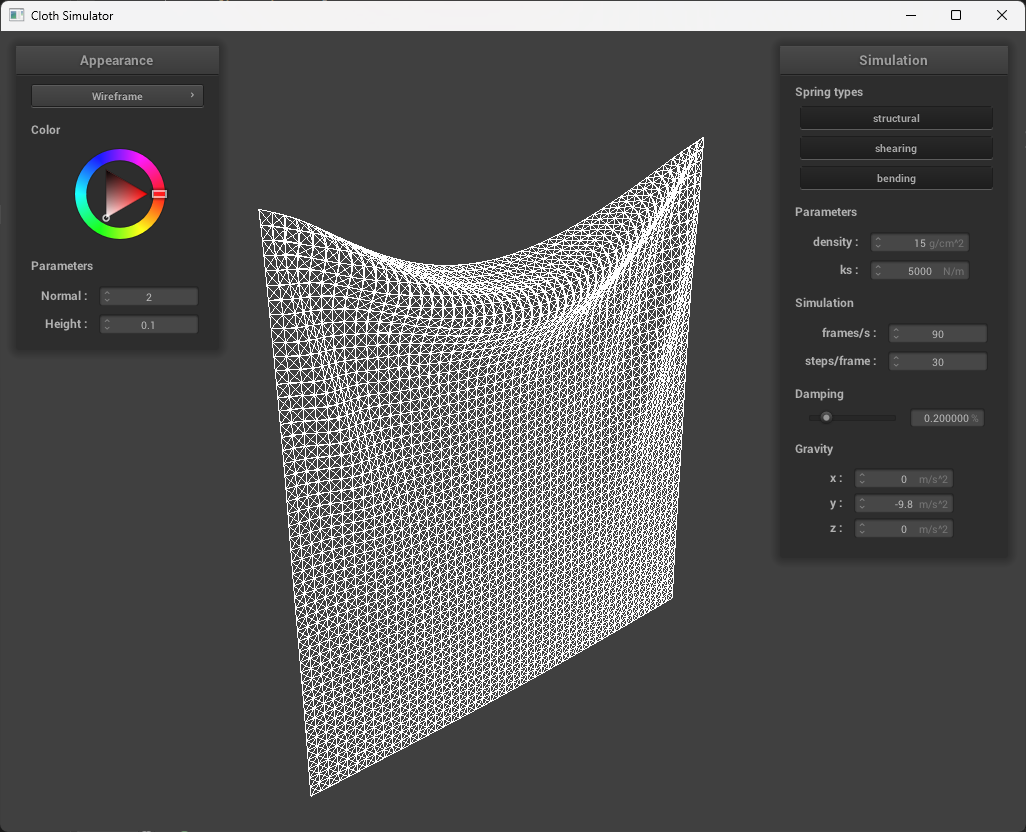 Cloth Simulator
Appearance
Wireframe
Color
Parameters
Normal : 2
Height : 0.1
Simulation
Spring types
structural
shearing
bending
Parameters
density : 15 g/cm^2
ks : 5000 N/m
Simulation
frames/s : 90
steps/frame : 30
Damping
0.200000 %
Gravity
x : 0 m/s^2
y : -9.8 m/s^2
z : 0 m/s^2